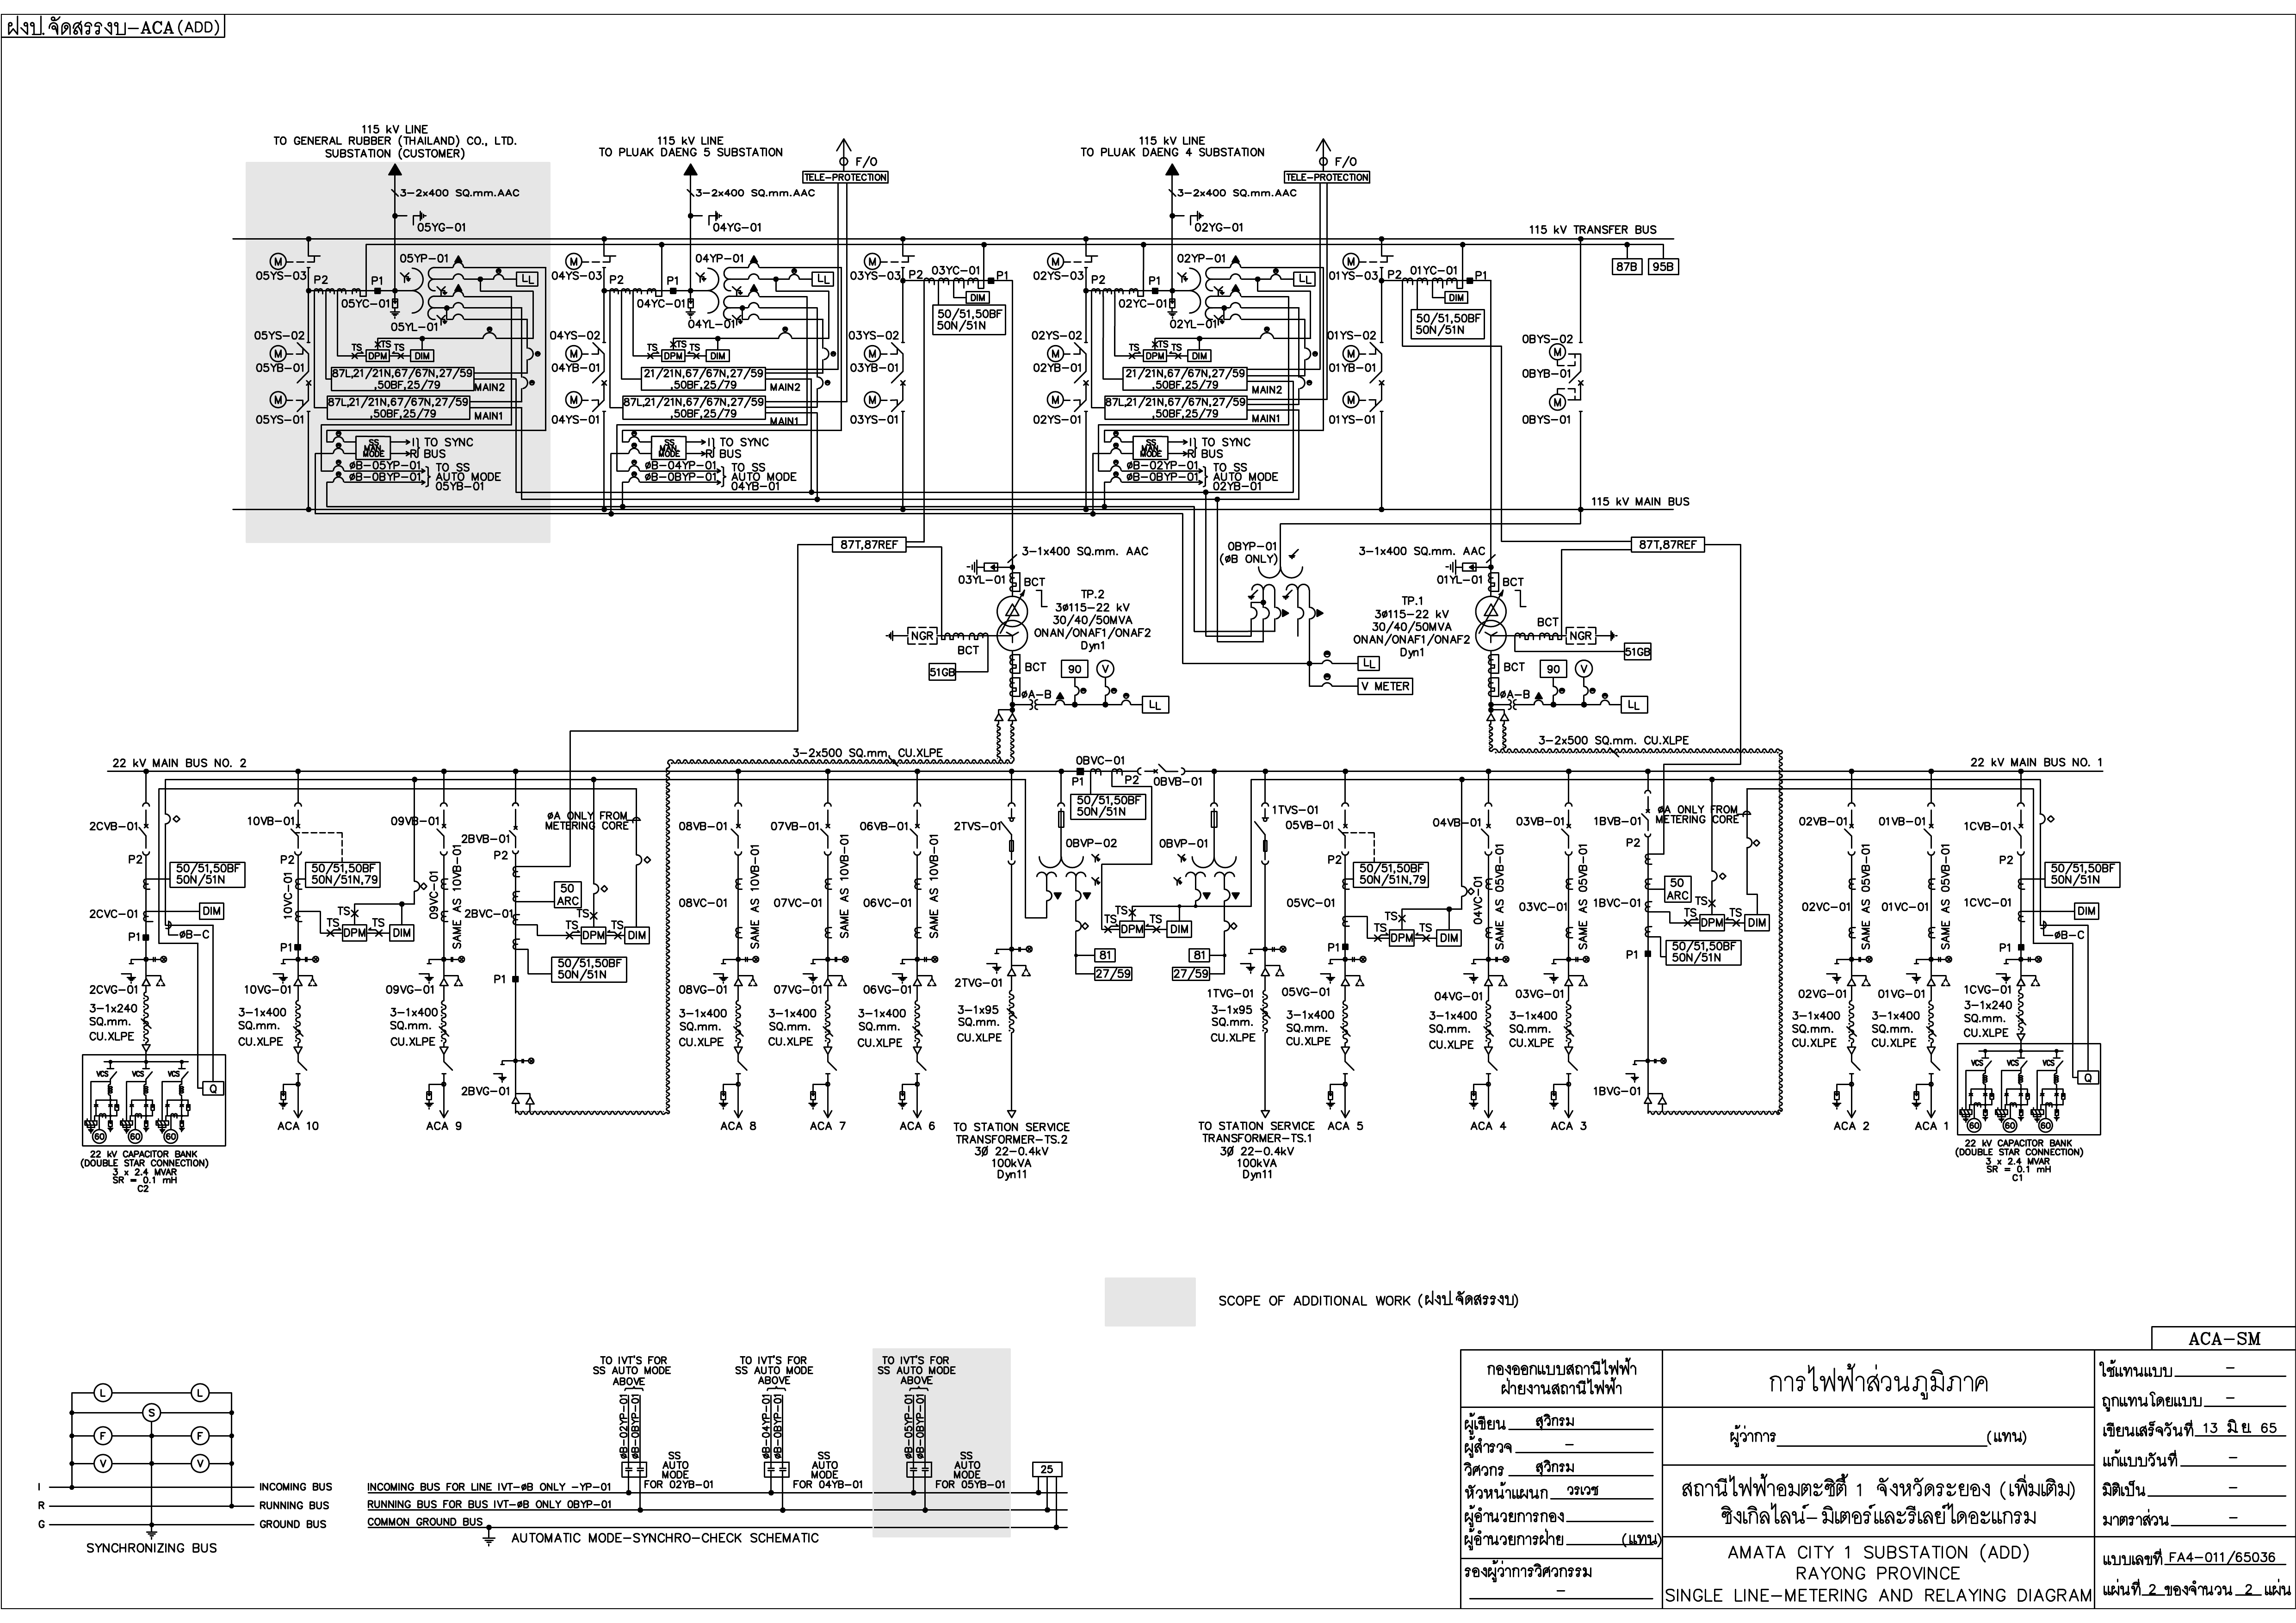 ฝงป.จัดสรรงบ-ACA(ADD)
115 kV LINE
TO GENERAL RUBBER (THAILAND) CO., LTD.
SUBSTATION (CUSTOMER)
115 kV LINE
TO PLUAK DAENG 5 SUBSTATION
F/O
TELE-PROTECTION
115 kV LINE
TO PLUAK DAENG 4 SUBSTATION
F/O
TELE-PROTECTION
3-2x400 SQ.mm.AAC
3-2x400 SQ.mm.AAC
3-2x400 SQ.mm.AAC
05YG-01
04YG-01
02YG-01
115 kV TRANSFER BUS
87B
95B
M
05YS-03
P2
P1
05YP-01
LL
05YC-01
05YL-01
05YS-02
M
05YB-01
TS
TS
TS
DPM
DIM
87L,21/21N,67/67N,27/59
,50BF,25/79
MAIN2
87L,21/21N,67/67N,27/59
,50BF,25/79
MAIN1
M
05YS-01
SS
MAN.
MODE
I
R
TO SYNC
BUS
øB-05YP-01
øB-0BYP-01
TO SS
AUTO MODE
05YB-01
M
04YS-03
P2
P1
04YP-01
LL
04YC-01
04YL-01
04YS-02
M
04YB-01
TS
TS
TS
DPM
DIM
21/21N,67/67N,27/59
,50BF,25/79
MAIN2
87L,21/21N,67/67N,27/59
,50BF,25/79
MAIN1
M
04YS-01
SS
MAN.
MODE
I
R
TO SYNC
BUS
øB-04YP-01
øB-0BYP-01
TO SS
AUTO MODE
04YB-01
M
03YS-03
P2
03YC-01
P1
DIM
50/51,50BF
50N/51N
03YS-02
M
03YB-01
M
03YS-01
M
02YS-03
P2
P1
02YP-01
LL
02YC-01
02YL-01
02YS-02
M
02YB-01
TS
TS
TS
DPM
DIM
21/21N,67/67N,27/59
,50BF,25/79
MAIN2
87L,21/21N,67/67N,27/59
,50BF,25/79
MAIN1
M
02YS-01
SS
MAN.
MODE
I
R
TO SYNC
BUS
øB-02YP-01
øB-0BYP-01
TO SS
AUTO MODE
02YB-01
M
01YS-03
P2
01YC-01
P1
DIM
50/51,50BF
50N/51N
01YS-02
M
01YB-01
M
01YS-01
0BYS-02
M
0BYB-01
M
0BYS-01
115 kV MAIN BUS
87T,87REF
3-1x400 SQ.mm. AAC
03YL-01
BCT
TP.2
3ø115-22 kV
30/40/50MVA
ONAN/ONAF1/ONAF2
Dyn1
NGR
BCT
51GB
BCT
90
V
øA-B
LL
0BYP-01
(øB ONLY)
LL
V METER
87T,87REF
3-1x400 SQ.mm. AAC
01YL-01
BCT
TP.1
3ø115-22 kV
30/40/50MVA
ONAN/ONAF1/ONAF2
Dyn1
BCT
NGR
51GB
BCT
90
V
øA-B
LL
3-2x500 SQ.mm. CU.XLPE
3-2x500 SQ.mm. CU.XLPE
22 kV MAIN BUS NO. 2
22 kV MAIN BUS NO. 1
0BVC-01
P1
P2
0BVB-01
50/51,50BF
50N/51N
2CVB-01
P2
50/51,50BF
50N/51N
2CVC-01
DIM
P1
øB-C
2CVG-01
3-1x240
SQ.mm.
CU.XLPE
VCS
VCS
VCS
Q
60
60
60
22 kV CAPACITOR BANK
(DOUBLE STAR CONNECTION)
3 x 2.4 MVAR
SR = 0.1 mH
C2
10VB-01
P2
50/51,50BF
50N/51N,79
10VC-01
TS
TS
TS
DPM
DIM
P1
10VG-01
3-1x400
SQ.mm.
CU.XLPE
ACA 10
09VB-01
09VC-01
SAME AS 10VB-01
09VG-01
3-1x400
SQ.mm.
CU.XLPE
ACA 9
2BVB-01
øA ONLY FROM
METERING CORE
P2
50
ARC
2BVC-01
TS
TS
TS
DPM
DIM
50/51,50BF
50N/51N
P1
2BVG-01
08VB-01
08VC-01
SAME AS 10VB-01
08VG-01
3-1x400
SQ.mm.
CU.XLPE
ACA 8
07VB-01
07VC-01
SAME AS 10VB-01
07VG-01
3-1x400
SQ.mm.
CU.XLPE
ACA 7
06VB-01
06VC-01
SAME AS 10VB-01
06VG-01
3-1x400
SQ.mm.
CU.XLPE
ACA 6
2TVS-01
2TVG-01
3-1x95
SQ.mm.
CU.XLPE
TO STATION SERVICE
TRANSFORMER-TS.2
3Ø 22-0.4kV
100kVA
Dyn11
0BVP-02
81
27/59
TS
TS
TS
DPM
DIM
0BVP-01
81
27/59
1TVS-01
1TVG-01
3-1x95
SQ.mm.
CU.XLPE
TO STATION SERVICE
TRANSFORMER-TS.1
3Ø 22-0.4kV
100kVA
Dyn11
05VB-01
P2
50/51,50BF
50N/51N,79
05VC-01
TS
TS
TS
DPM
DIM
P1
05VG-01
3-1x400
SQ.mm.
CU.XLPE
ACA 5
04VB-01
04VC-01
SAME AS 05VB-01
04VG-01
3-1x400
SQ.mm.
CU.XLPE
ACA 4
03VB-01
03VC-01
SAME AS 05VB-01
03VG-01
3-1x400
SQ.mm.
CU.XLPE
ACA 3
1BVB-01
øA ONLY FROM
METERING CORE
P2
50
ARC
1BVC-01
TS
TS
TS
DPM
DIM
50/51,50BF
50N/51N
P1
1BVG-01
02VB-01
02VC-01
SAME AS 05VB-01
02VG-01
3-1x400
SQ.mm.
CU.XLPE
ACA 2
01VB-01
01VC-01
SAME AS 05VB-01
01VG-01
3-1x400
SQ.mm.
CU.XLPE
ACA 1
1CVB-01
P2
50/51,50BF
50N/51N
1CVC-01
DIM
P1
øB-C
1CVG-01
3-1x240
SQ.mm.
CU.XLPE
VCS
VCS
VCS
Q
60
60
60
22 kV CAPACITOR BANK
(DOUBLE STAR CONNECTION)
3 x 2.4 MVAR
SR = 0.1 mH
C1
SCOPE OF ADDITIONAL WORK (ฝงป.จัดสรรงบ)
L
L
S
F
F
V
V
I
INCOMING BUS
R
RUNNING BUS
G
GROUND BUS
SYNCHRONIZING BUS
TO IVT'S FOR
SS AUTO MODE
ABOVE
øB-02YP-01
øB-0BYP-01
SS
AUTO
MODE
FOR 02YB-01
TO IVT'S FOR
SS AUTO MODE
ABOVE
øB-04YP-01
øB-0BYP-01
SS
AUTO
MODE
FOR 04YB-01
TO IVT'S FOR
SS AUTO MODE
ABOVE
øB-05YP-01
øB-0BYP-01
SS
AUTO
MODE
FOR 05YB-01
25
INCOMING BUS FOR LINE IVT-øB ONLY -YP-01
RUNNING BUS FOR BUS IVT-øB ONLY 0BYP-01
COMMON GROUND BUS
AUTOMATIC MODE-SYNCHRO-CHECK SCHEMATIC
ACA-SM
กองออกแบบสถานีไฟฟ้า
ฝ่ายงานสถานีไฟฟ้า
การไฟฟ้าส่วนภูมิภาค
ใช้แทนแบบ -
ถูกแทนโดยแบบ -
ผู้เขียน สุวิกรม
ผู้สำรวจ -
วิศวกร สุวิกรม
หัวหน้าแผนก วรเวช
ผู้อำนวยการกอง
ผู้อำนวยการฝ่าย (แทน)
รองผู้ว่าการวิศวกรรม
-
ผู้ว่าการ (แทน)
เขียนเสร็จวันที่ 13 มิ.ย. 65
แก้แบบวันที่ -
มิติเป็น -
มาตราส่วน -
สถานีไฟฟ้าอมตะซิตี้ 1 จังหวัดระยอง (เพิ่มเติม)
ซิงเกิลไลน์-มิเตอร์และรีเลย์ไดอะแกรม
AMATA CITY 1 SUBSTATION (ADD)
RAYONG PROVINCE
SINGLE LINE-METERING AND RELAYING DIAGRAM
แบบเลขที่ FA4-011/65036
แผ่นที่ 2 ของจำนวน 2 แผ่น